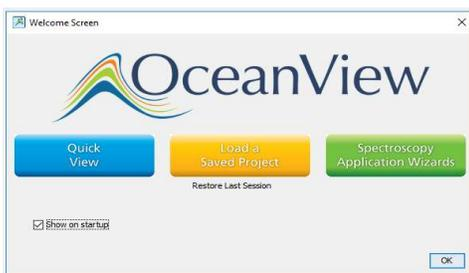 Welcome Screen
OceanView
Quick
View
Load a
Saved Project
Spectroscopy
Application Wizards
Restore Last Session
Show on startup
OK